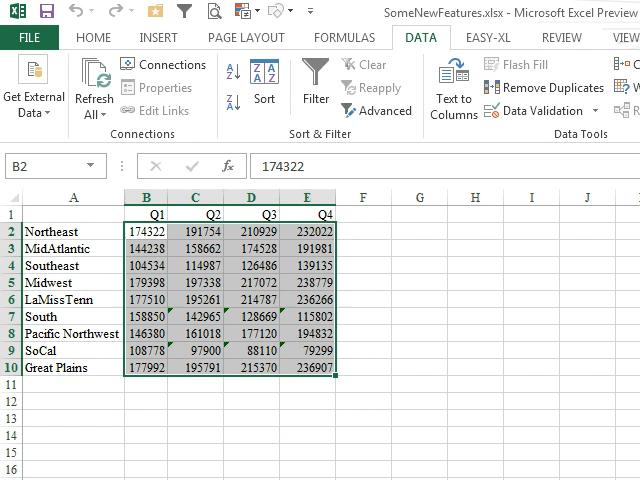 SomeNewFeatures.xlsx - Microsoft Excel Preview
FILE HOME INSERT PAGE LAYOUT FORMULAS DATA EASY-XL REVIEW VIEW
Get External Data
Refresh All
Connections
Properties
Edit Links
Connections
Sort
Filter
Clear
Reapply
Advanced
Sort & Filter
Text to Columns
Flash Fill
Remove Duplicates
Data Validation
Data Tools
B2 fx 174322
A B C D E F G H I J
1 Q1 Q2 Q3 Q4
2 Northeast 174322 191754 210929 232022
3 MidAtlantic 144238 158662 174528 191981
4 Southeast 104534 114987 126486 139135
5 Midwest 179398 197338 217072 238779
6 LaMissTenn 177510 195261 214787 236266
7 South 158850 142965 128669 115802
8 Pacific Northwest 146380 161018 177120 194832
9 SoCal 108778 97900 88110 79299
10 Great Plains 177992 195791 215370 236907
11
12
13
14
15
16